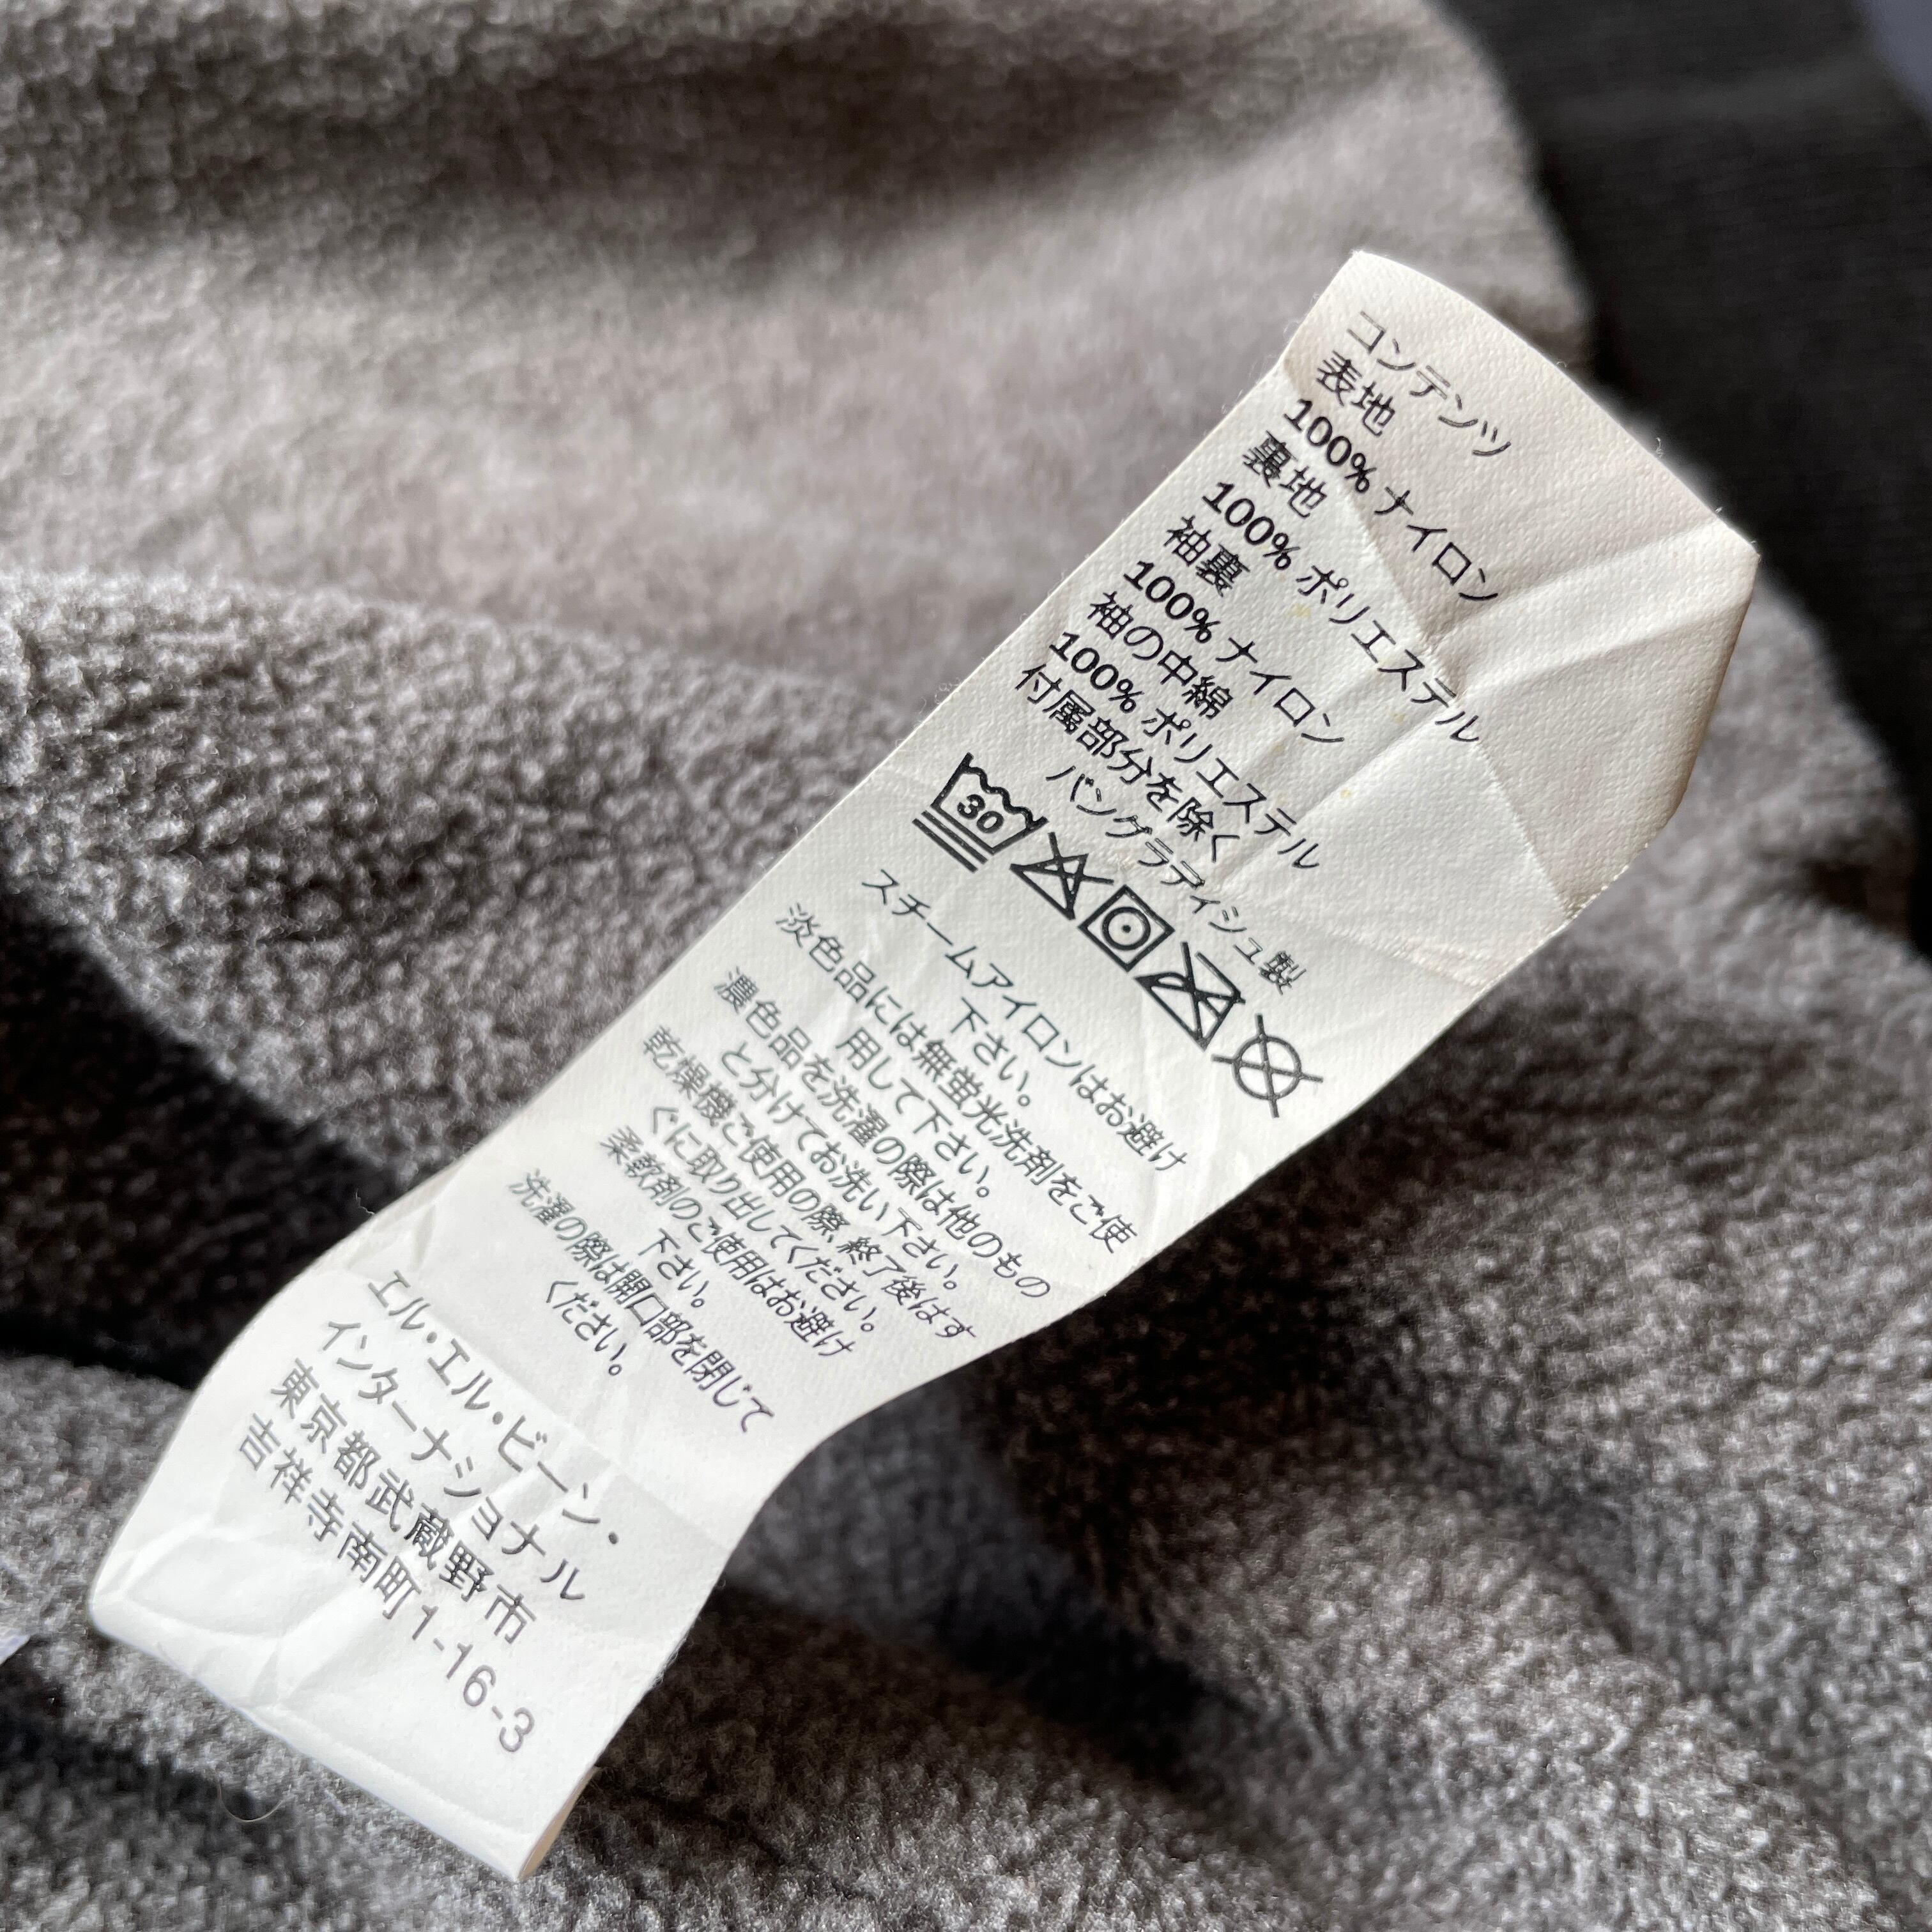 コンテンツ
表地
100% ナイロン
裏地
100% ポリエステル
袖裏
100% ナイロン
袖の中綿
100% ポリエステル
付属部分を除く
バングラディシュ製
30
スチームアイロンはお避け
下さい。
淡色品には無蛍光洗剤をご使
用して下さい。
濃色品を洗濯の際は他のもの
と分けてお洗い下さい。
乾燥機ご使用の際, 終了後はす
ぐに取り出してください。
柔軟剤のご使用はお避け
下さい。
洗濯の際は開口部を閉じて
ください。
エル・エル・ビーン・
インターナショナル
東京都武蔵野市
吉祥寺南町1-16-3